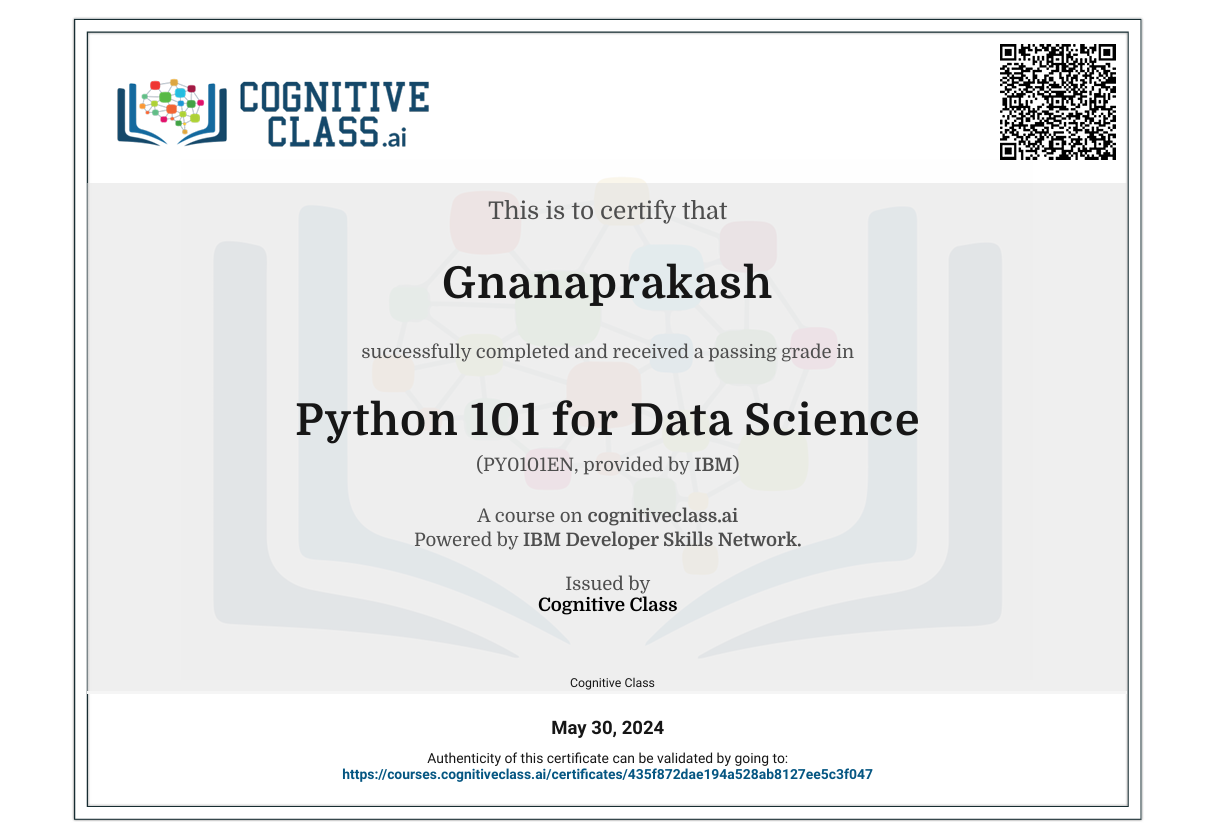 COGNITIVE
CLASS.ai
This is to certify that
Gnanaprakash
successfully completed and received a passing grade in
Python 101 for Data Science
(PY0101EN, provided by IBM)
A course on cognitiveclass.ai
Powered by IBM Developer Skills Network.
Issued by
Cognitive Class
Cognitive Class
May 30, 2024
Authenticity of this certificate can be validated by going to:
https://courses.cognitiveclass.ai/certificates/435f872dae194a528ab8127ee5c3f047